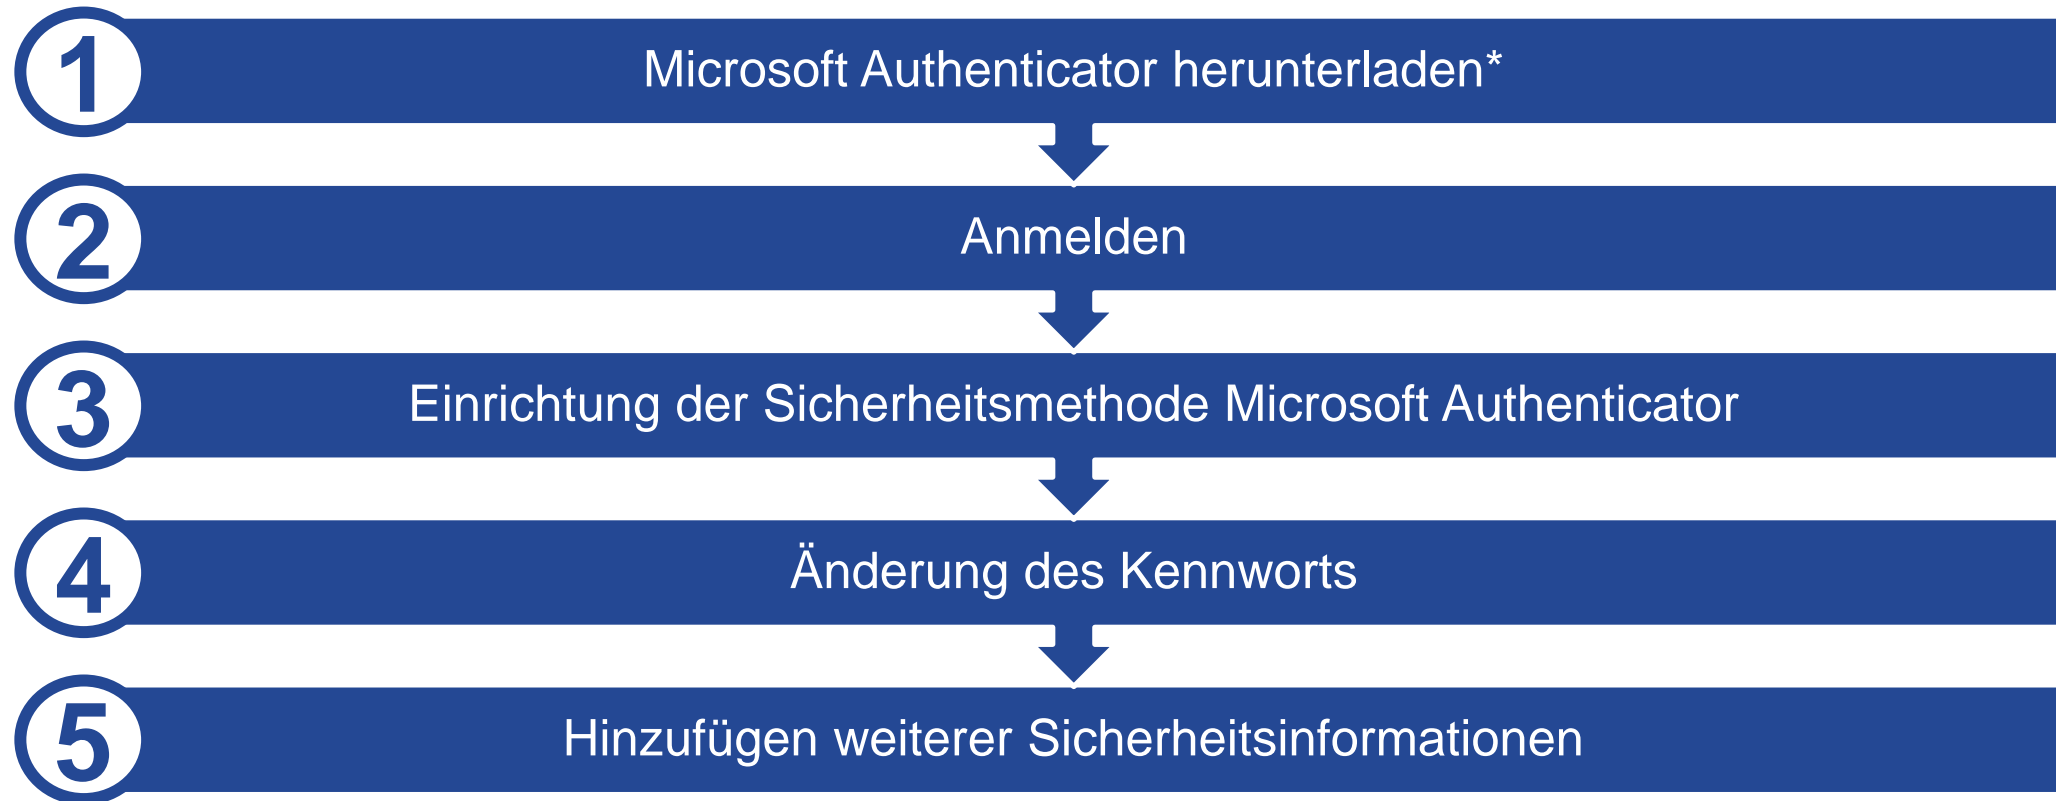 1
Microsoft Authenticator herunterladen*
2
Anmelden
3
Einrichtung der Sicherheitsmethode Microsoft Authenticator
4
Änderung des Kennworts
5
Hinzufügen weiterer Sicherheitsinformationen